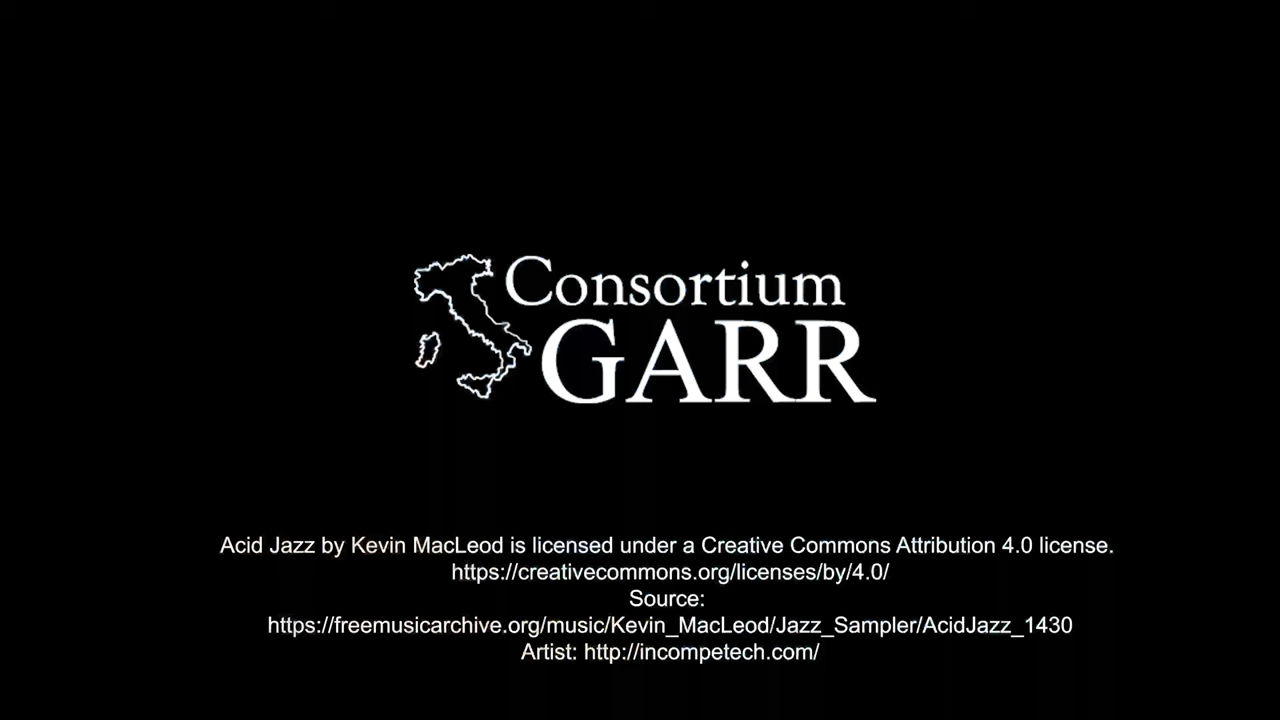 Consortium
GARR
Acid Jazz by Kevin MacLeod is licensed under a Creative Commons Attribution 4.0 license.
https://creativecommons.org/licenses/by/4.0/
Source:
https://freemusicarchive.org/music/Kevin_MacLeod/Jazz_Sampler/AcidJazz_1430
Artist: http://incompetech.com/